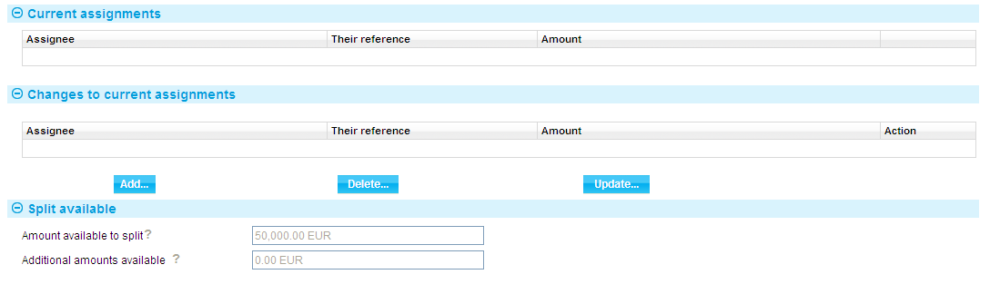 Current assignments
Assignee Their reference Amount
Changes to current assignments
Assignee Their reference Amount Action
Add... Delete... Update...
Split available
Amount available to split? 50,000.00 EUR
Additional amounts available ? 0.00 EUR